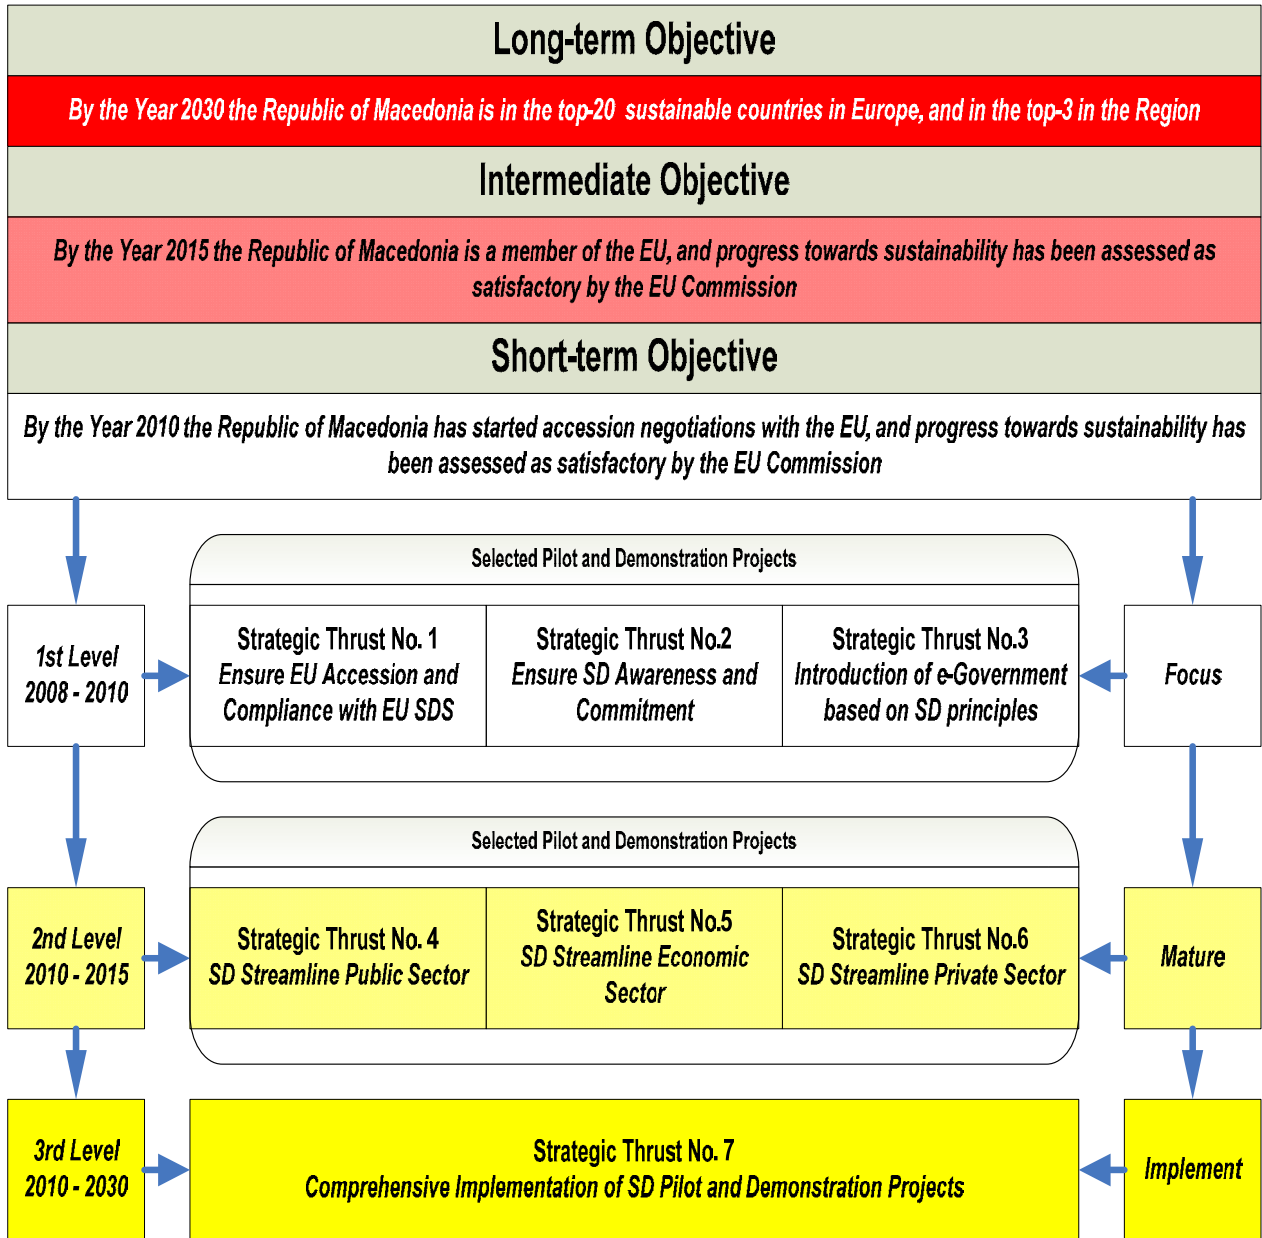 Long-term Objective
By the Year 2030 the Republic of Macedonia is in the top-20 sustainable countries in Europe, and in the top-3 in the Region
Intermediate Objective
By the Year 2015 the Republic of Macedonia is a member of the EU, and progress towards sustainability has been assessed as
satisfactory by the EU Commission
Short-term Objective
By the Year 2010 the Republic of Macedonia has started accession negotiations with the EU, and progress towards sustainability has
been assessed as satisfactory by the EU Commission
Selected Pilot and Demonstration Projects
1st Level
2008 - 2010
Strategic Thrust No. 1
Ensure EU Accession and
Compliance with EU SDS
Strategic Thrust No.2
Ensure SD Awareness and
Commitment
Strategic Thrust No.3
Introduction of e-Government
based on SD principles
Focus
Selected Pilot and Demonstration Projects
2nd Level
2010 - 2015
Strategic Thrust No. 4
SD Streamline Public Sector
Strategic Thrust No.5
SD Streamline Economic
Sector
Strategic Thrust No.6
SD Streamline Private Sector
Mature
3rd Level
2010 - 2030
Strategic Thrust No. 7
Comprehensive Implementation of SD Pilot and Demonstration Projects
Implement